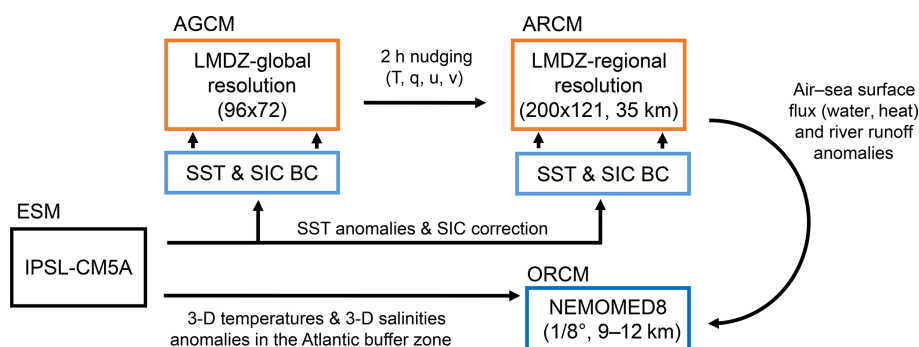 AGCM
LMDZ-global
resolution
(96x72)
2 h nudging
(T, q, u, v)
ARCM
LMDZ-regional
resolution
(200x121, 35 km)
Air–sea surface
flux (water, heat)
and river runoff
anomalies
SST & SIC BC
SST & SIC BC
ESM
IPSL-CM5A
SST anomalies & SIC correction
ORCM
NEMOMED8
(1/8°, 9–12 km)
3-D temperatures & 3-D salinities
anomalies in the Atlantic buffer zone